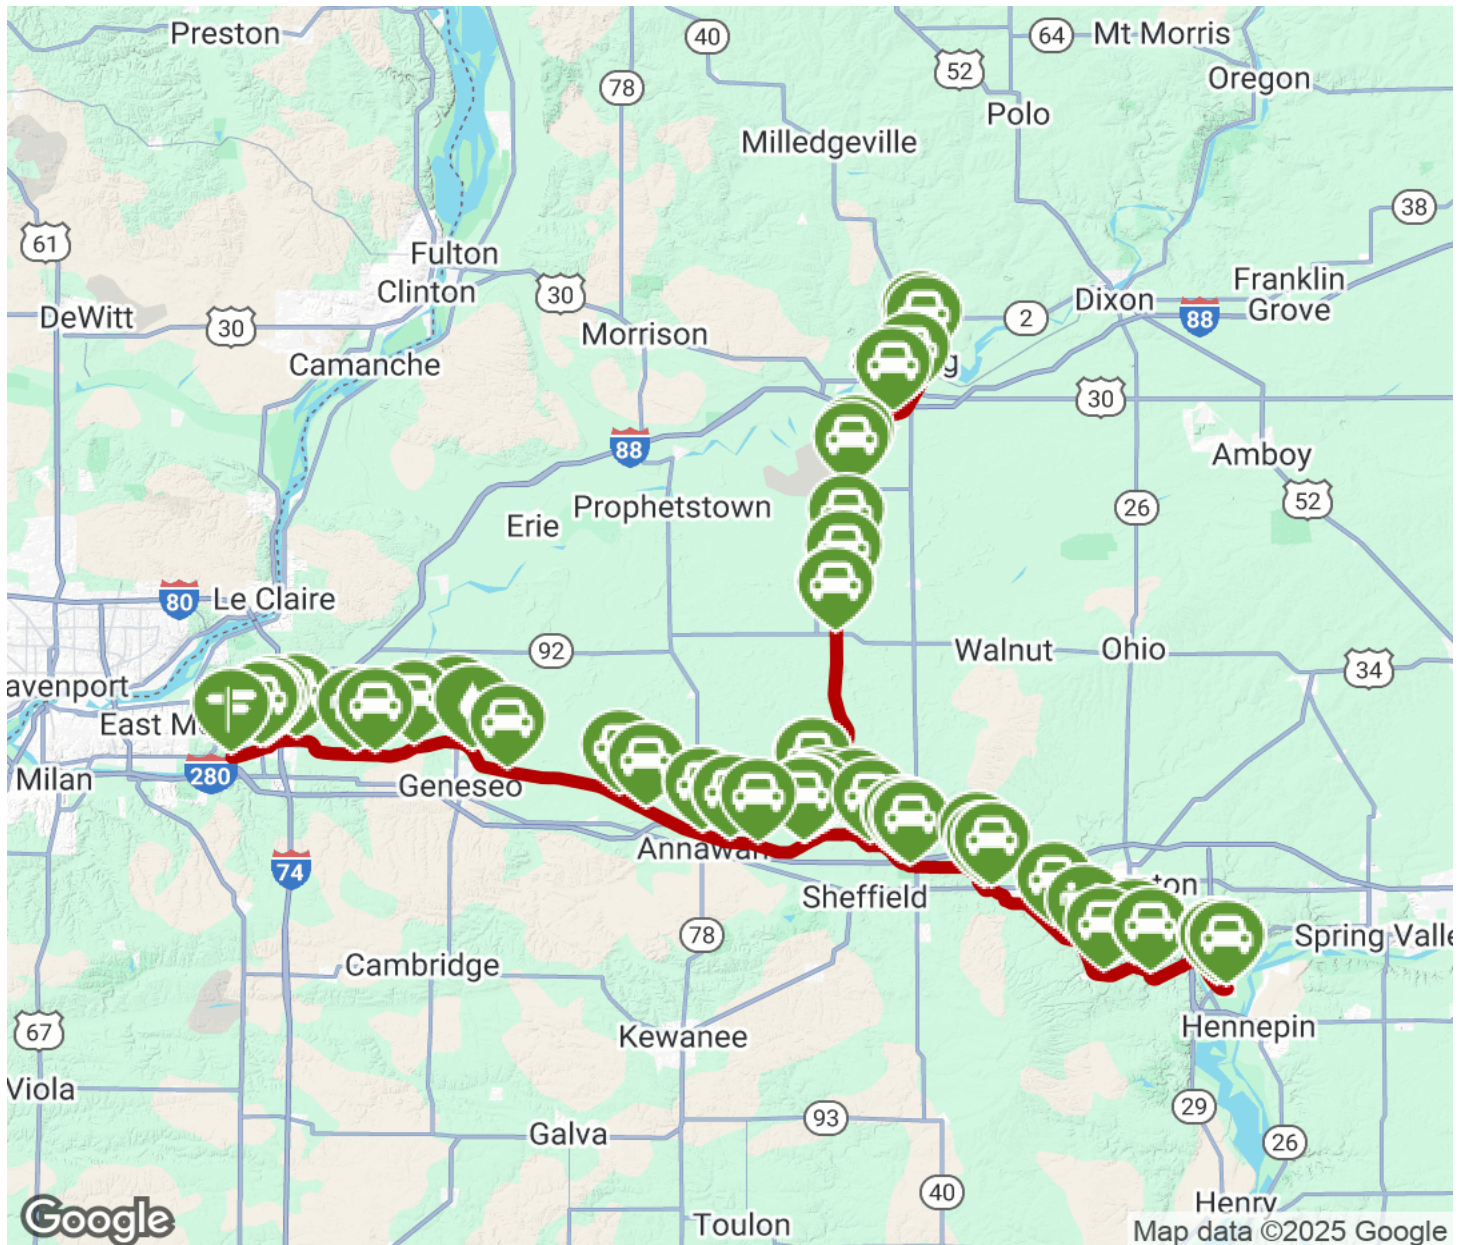 Preston
40
64
Mt Morris
78
52
Oregon
Polo
Milledgeville
38
61
Fulton
Clinton
30
Dixon
Franklin
Grove
DeWitt
30
2
88
Morrison
Camanche
g
30
88
Amboy
Prophetstown
26
52
Erie
80
Le Claire
92
Walnut
Ohio
34
avenport
East M
Milan
280
Geneseo
Annawan
74
Sheffield
ton
78
Spring Valle
Cambridge
67
Kewanee
Hennepin
Viola
29
93
Galva
26
40
Henry
Toulon
Google
Map data ©2025 Google